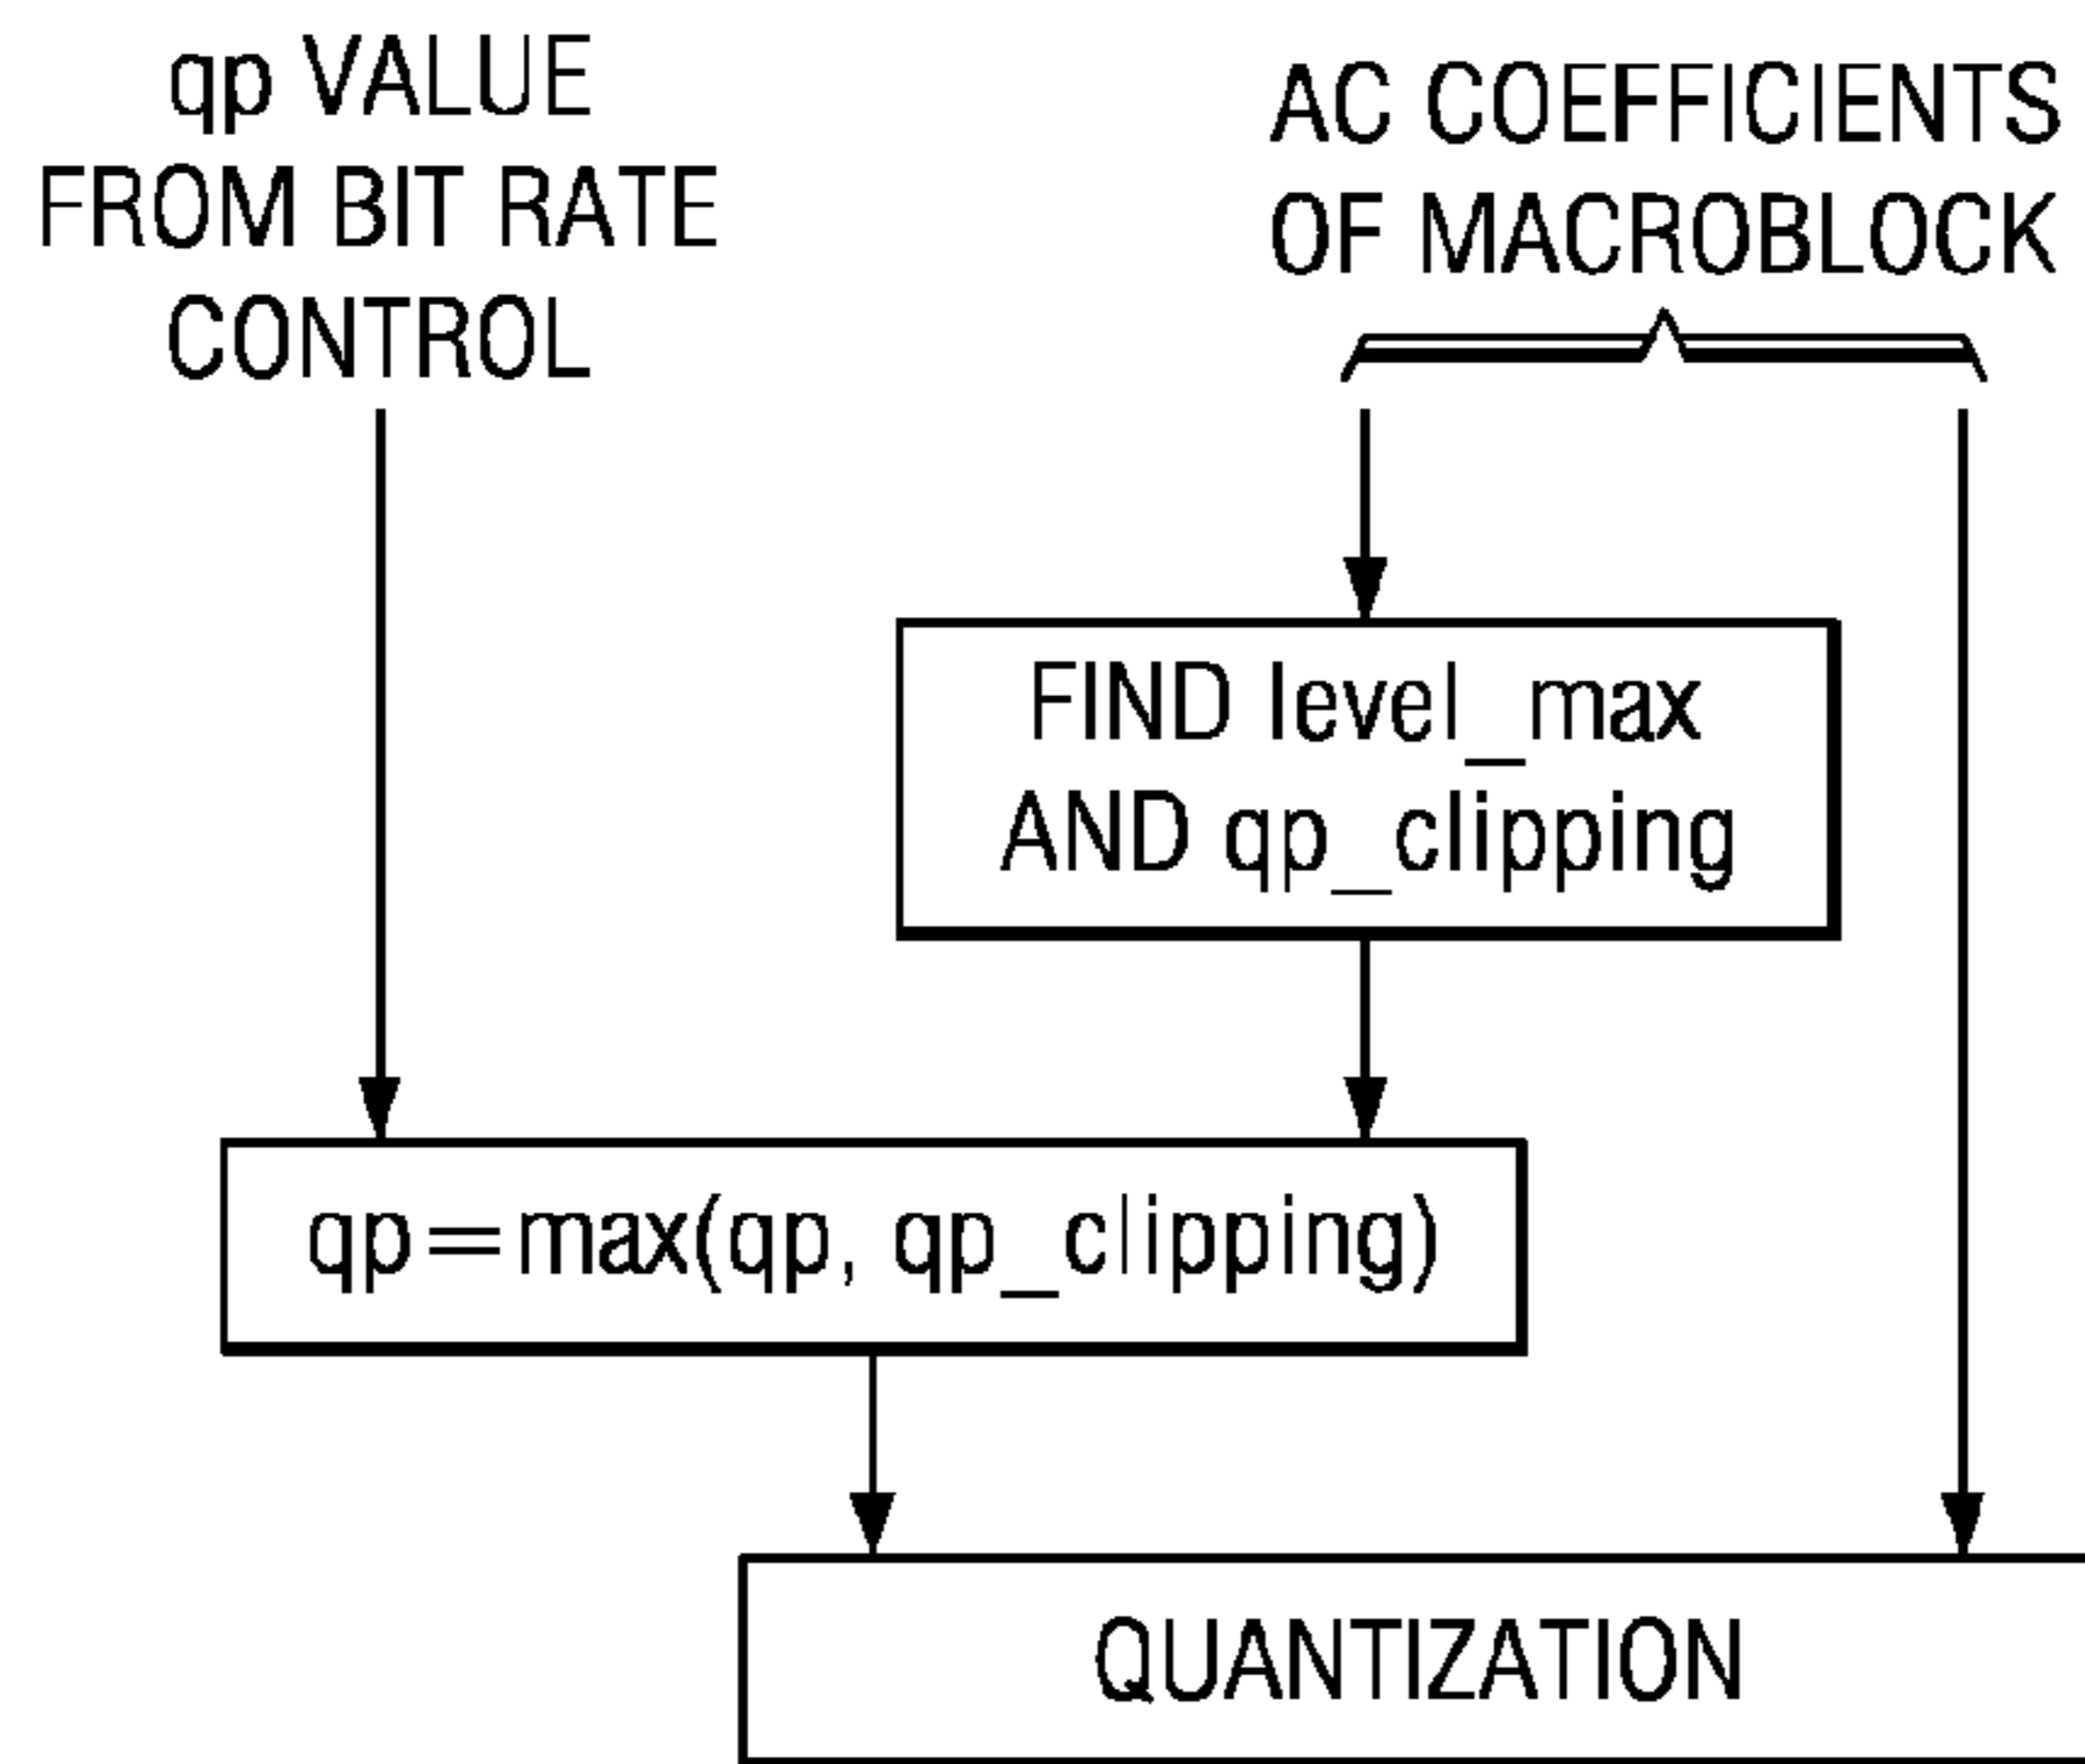 qp VALUE
FROM BIT RATE
CONTROL
AC COEFFICIENTS
OF MACROBLOCK
FIND level_max
AND qp_clipping
qp=max(qp, qp_clipping)
QUANTIZATION